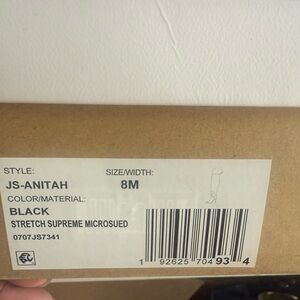 STYLE: SIZE/WIDTH:
JS-ANITAH 8M
COLOR/MATERIAL:
BLACK
STRETCH SUPREME MICROSUED
0707JS7341
1 92625 70493 4